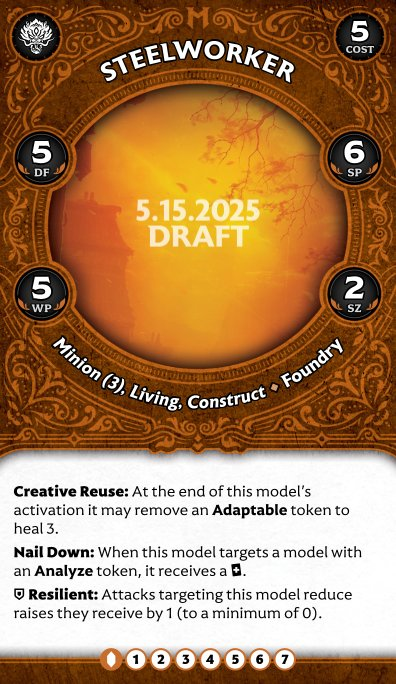 5
COST
STEELWORKER
5
DF
6
SP
5.15.2025
DRAFT
5
WP
2
SZ
Minion (3), Living, Construct ♦ Foundry
Creative Reuse: At the end of this model's
activation it may remove an Adaptable token to
heal 3.
Nail Down: When this model targets a model with
an Analyze token, it receives a .
Resilient: Attacks targeting this model reduce
raises they receive by 1 (to a minimum of 0).
1 2 3 4 5 6 7